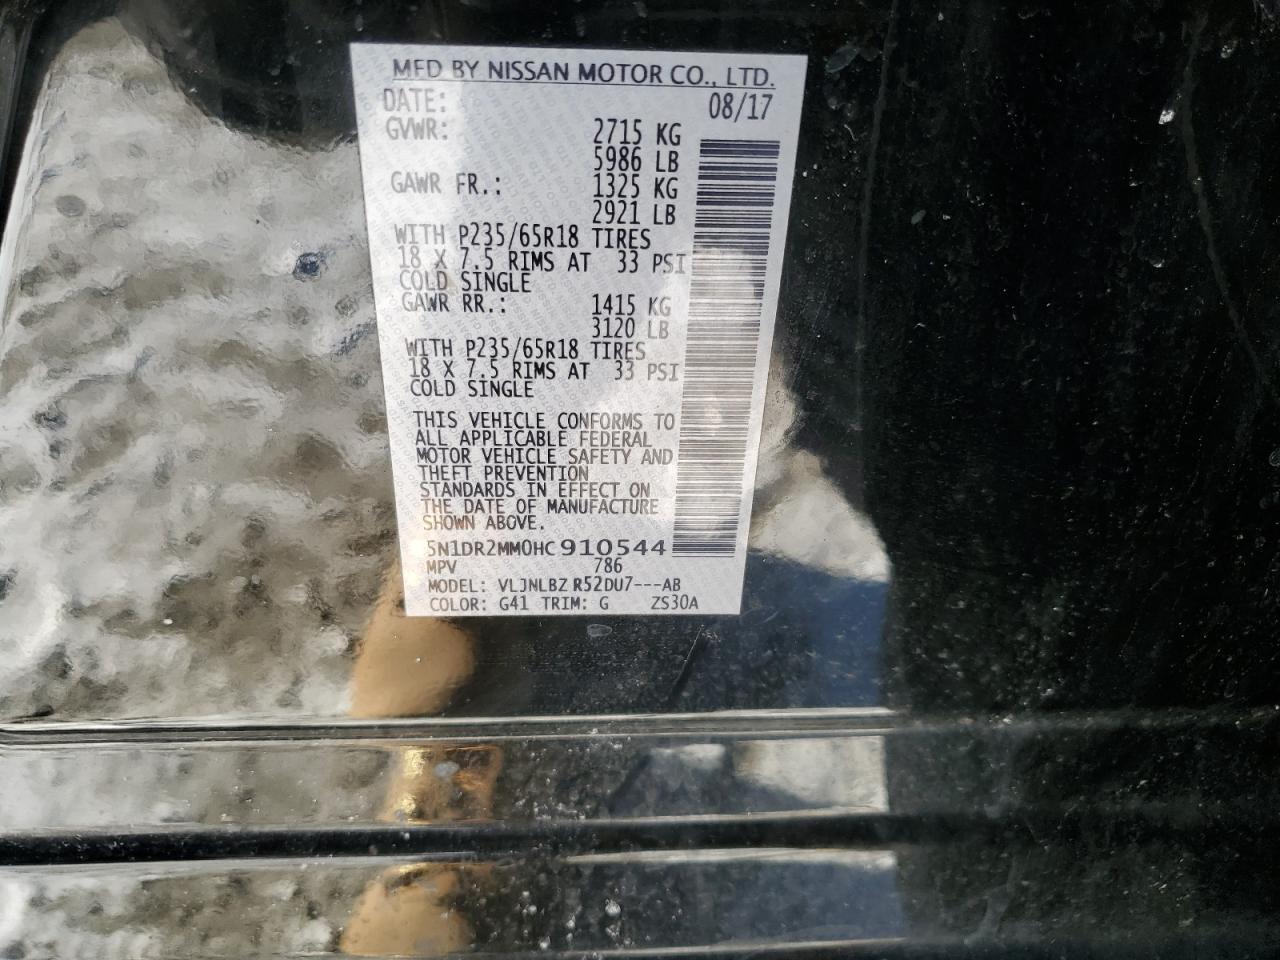 MFD BY NISSAN MOTOR CO., LTD.
DATE: 08/17
GVWR: 2715 KG
5986 LB
GAWR FR.: 1325 KG
2921 LB
WITH P235/65R18 TIRES
18 X 7.5 RIMS AT 33 PSI
COLD SINGLE
GAWR RR.: 1415 KG
3120 LB
WITH P235/65R18 TIRES
18 X 7.5 RIMS AT 33 PSI
COLD SINGLE
THIS VEHICLE CONFORMS TO
ALL APPLICABLE FEDERAL
MOTOR VEHICLE SAFETY AND
THEFT PREVENTION
STANDARDS IN EFFECT ON
THE DATE OF MANUFACTURE
SHOWN ABOVE.
5N1DR2MM0HC910544
MPV 786
MODEL: VLJNLBZ R52DU7---AB
COLOR: G41 TRIM: G ZS30A